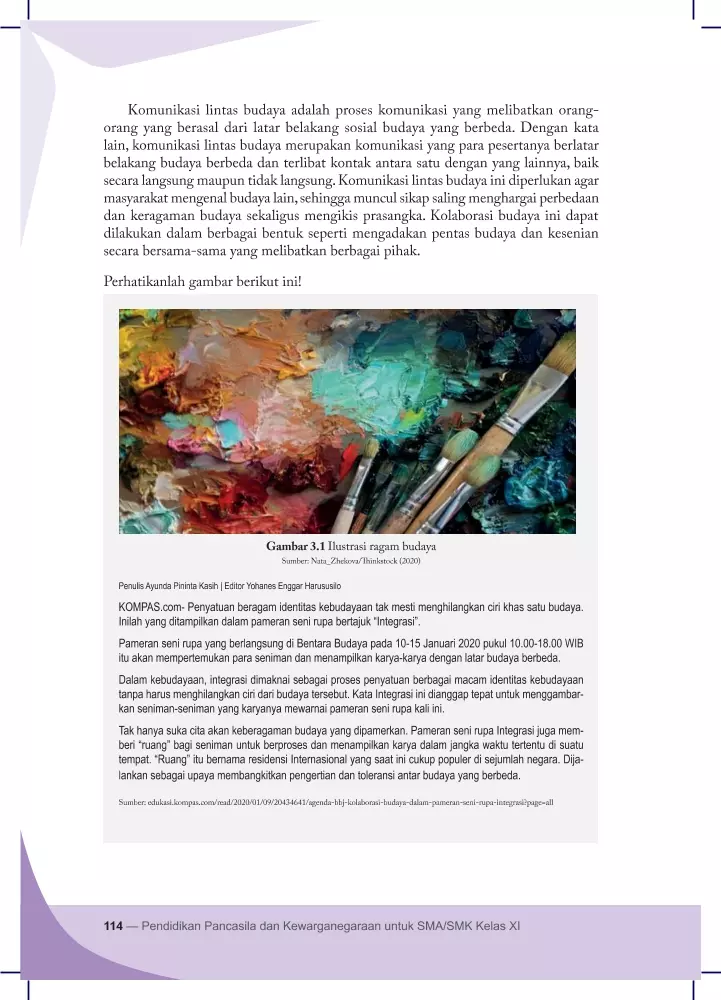 Komunikasi lintas budaya adalah proses komunikasi yang melibatkan orang-
orang yang berasal dari latar belakang sosial budaya yang berbeda. Dengan kata
lain, komunikasi lintas budaya merupakan komunikasi yang para pesertanya berlatar
belakang budaya berbeda dan terlibat kontak antara satu dengan yang lainnya, baik
secara langsung maupun tidak langsung. Komunikasi lintas budaya ini diperlukan agar
masyarakat mengenal budaya lain, sehingga muncul sikap saling menghargai perbedaan
dan keragaman budaya sekaligus mengikis prasangka. Kolaborasi budaya ini dapat
dilakukan dalam berbagai bentuk seperti mengadakan pentas budaya dan kesenian
secara bersama-sama yang melibatkan berbagai pihak.
Perhatikanlah gambar berikut ini!
Gambar 3.1 Ilustrasi ragam budaya
Sumber: Nata_Zhekova/Thinkstock (2020)
Penulis Ayunda Pininta Kasih | Editor Yohanes Enggar Harususilo
KOMPAS.com- Penyatuan beragam identitas kebudayaan tak mesti menghilangkan ciri khas satu budaya.
Inilah yang ditampilkan dalam pameran seni rupa bertajuk “Integrasi”.
Pameran seni rupa yang berlangsung di Bentara Budaya pada 10-15 Januari 2020 pukul 10.00-18.00 WIB
itu akan mempertemukan para seniman dan menampilkan karya-karya dengan latar budaya berbeda.
Dalam kebudayaan, integrasi dimaknai sebagai proses penyatuan berbagai macam identitas kebudayaan
tanpa harus menghilangkan ciri dari budaya tersebut. Kata Integrasi ini dianggap tepat untuk menggambar-
kan seniman-seniman yang karyanya mewarnai pameran seni rupa kali ini.
Tak hanya suka cita akan keberagaman budaya yang dipamerkan. Pameran seni rupa Integrasi juga mem-
beri “ruang” bagi seniman untuk berproses dan menampilkan karya dalam jangka waktu tertentu di suatu
tempat. “Ruang” itu bernama residensi Internasional yang saat ini cukup populer di sejumlah negara. Dija-
lankan sebagai upaya membangkitkan pengertian dan toleransi antar budaya yang berbeda.
Sumber: edukasi.kompas.com/read/2020/01/09/20434641/agenda-bbj-kolaborasi-budaya-dalam-pameran-seni-rupa-integrasi?page=all
114 — Pendidikan Pancasila dan Kewarganegaraan untuk SMA/SMK Kelas XI